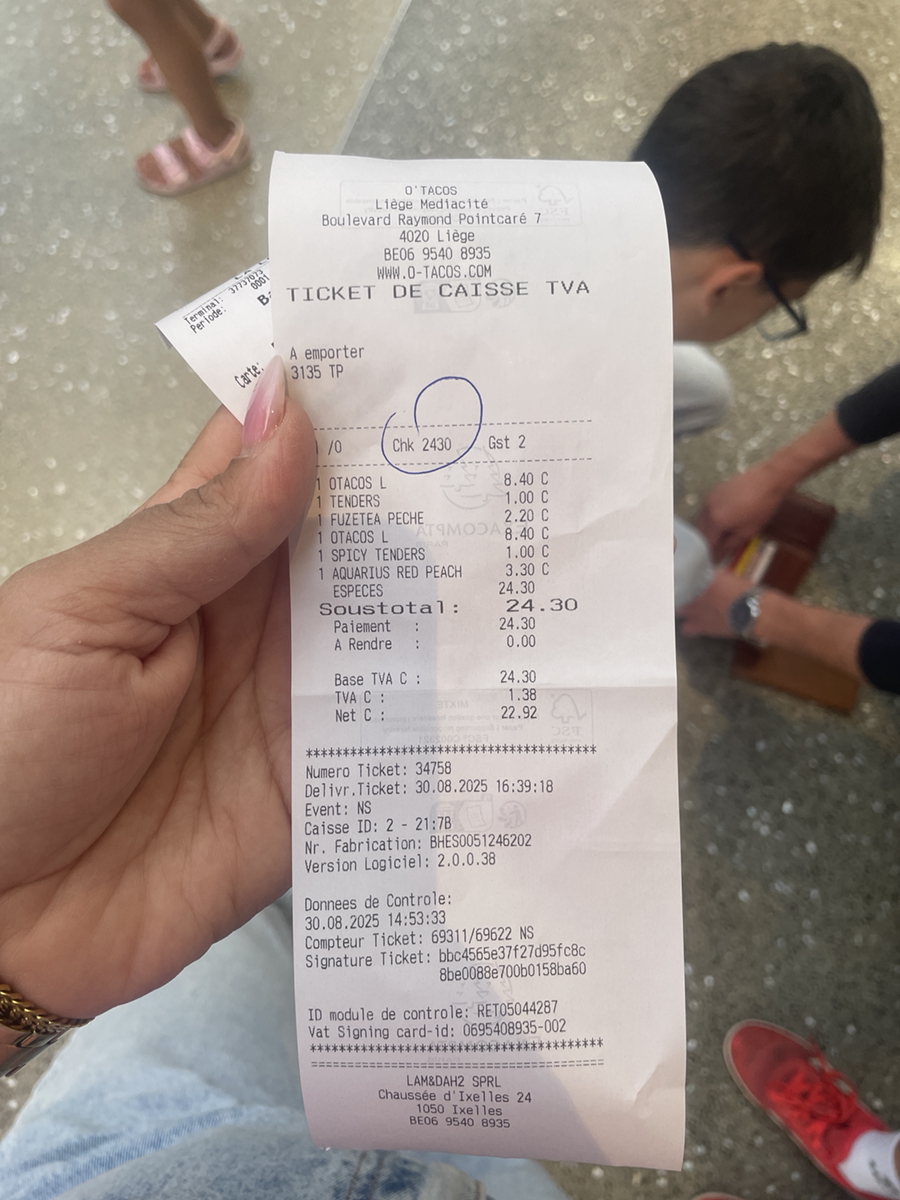 O'TACOS
Liège Mediacité
Boulevard Raymond Pointcaré 7
4020 Liège
BE06 9540 8935
WWW.O-TACOS.COM
TICKET DE CAISSE TVA
A emporter
3135 TP
/0 Chk 2430 Gst 2
1 OTACOS L 8.40 C
1 TENDERS 1.00 C
1 FUZETEA PECHE 2.20 C
1 OTACOS L 8.40 C
1 SPICY TENDERS 1.00 C
1 AQUARIUS RED PEACH 3.30 C
ESPECES 24.30
Soustotal: 24.30
Paiement : 24.30
A Rendre : 0.00
Base TVA C : 24.30
TVA C : 1.38
Net C : 22.92
****************************************
Numero Ticket: 34758
Delivr.Ticket: 30.08.2025 16:39:18
Event: NS
Caisse ID: 2 - 21:7B
Nr. Fabrication: BHES0051246202
Version Logiciel: 2.0.0.38
Donnees de Controle:
30.08.2025 14:53:33
Compteur Ticket: 69311/69622 NS
Signature Ticket: bbc4565e37f27d95fc8c
8be0088e700b0158ba60
ID module de controle: RET05044287
Vat Signing card-id: 0695408935-002
****************************************
========================================
LAM&DAH2 SPRL
Chaussée d'Ixelles 24
1050 Ixelles
BE06 9540 8935
Terminal: 37757073
Periode: 0001
Carte: